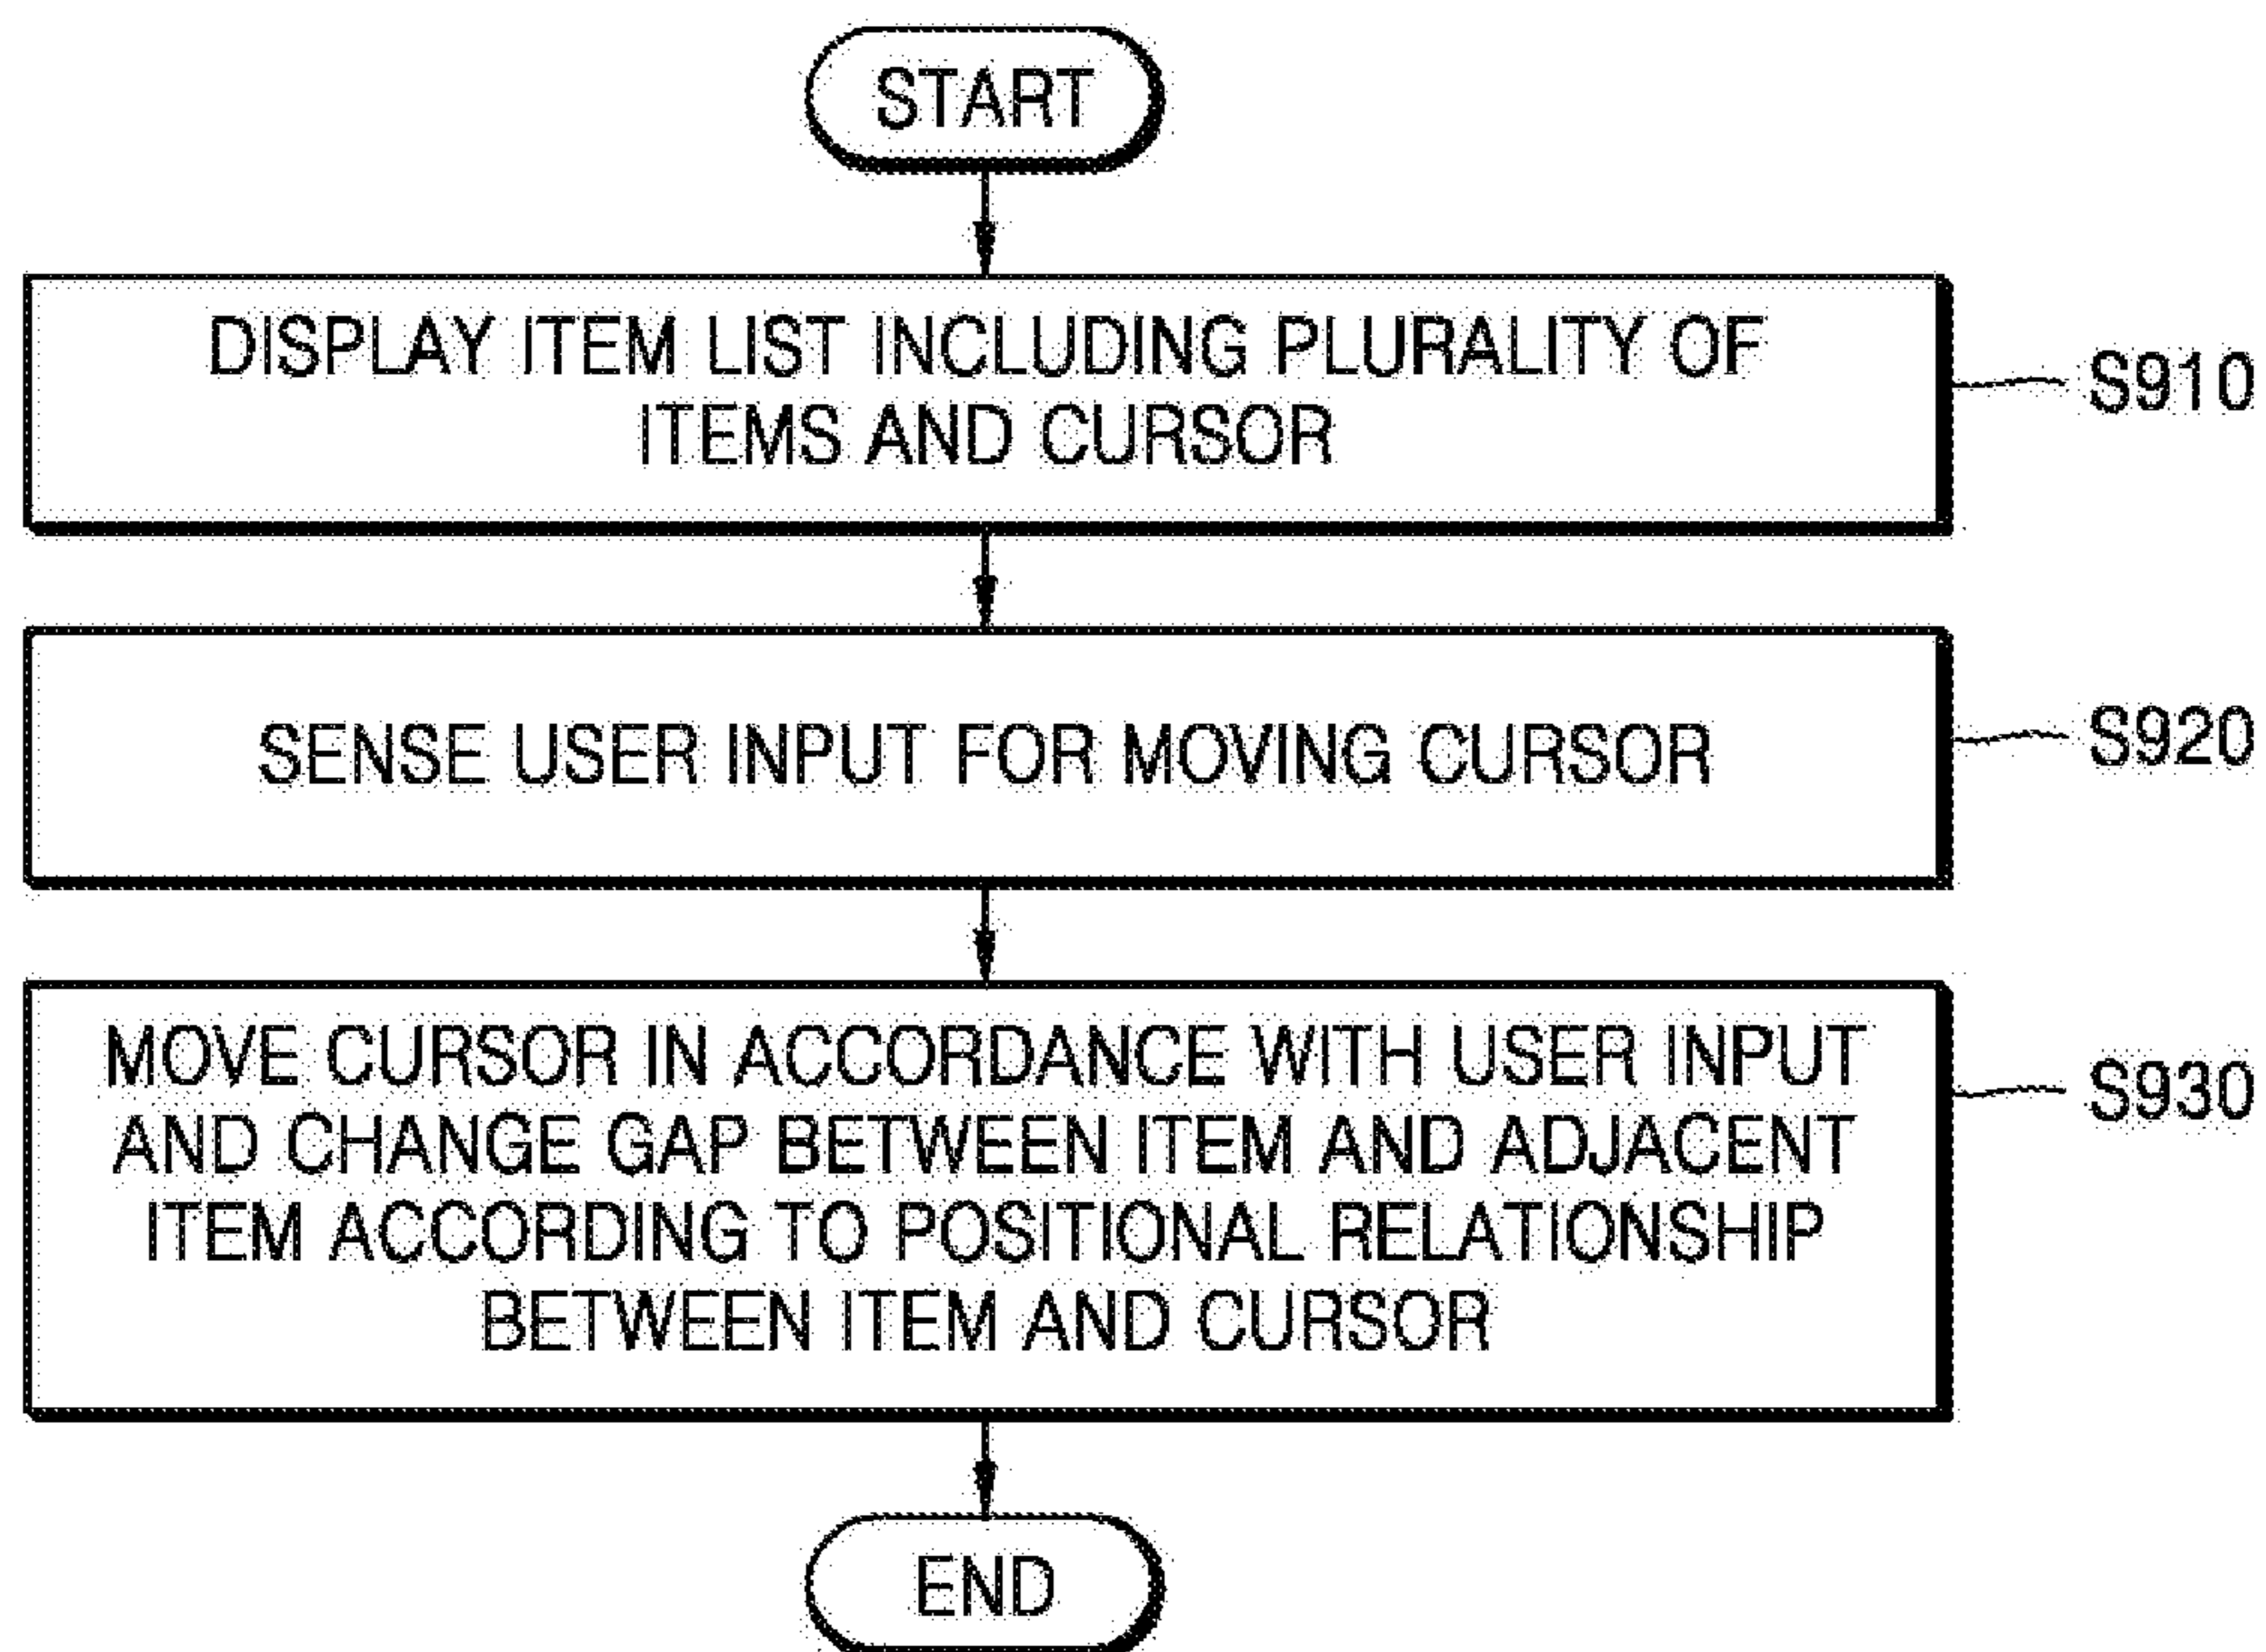 START
DISPLAY ITEM LIST INCLUDING PLURALITY OF
ITEMS AND CURSOR
S910
SENSE USER INPUT FOR MOVING CURSOR
S920
MOVE CURSOR IN ACCORDANCE WITH USER INPUT
AND CHANGE GAP BETWEEN ITEM AND ADJACENT
ITEM ACCORDING TO POSITIONAL RELATIONSHIP
BETWEEN ITEM AND CURSOR
S930
END